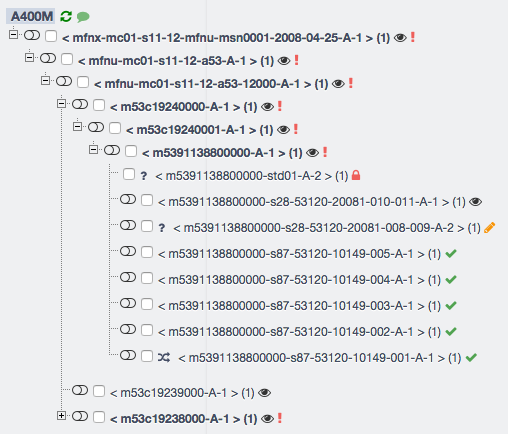 A400M
< mfnx-mc01-s11-12-mfnu-msn0001-2008-04-25-A-1 > (1) !
< mfnu-mc01-s11-12-a53-A-1 > (1) !
< mfnu-mc01-s11-12-a53-12000-A-1 > (1) !
< m53c19240000-A-1 > (1) !
< m53c19240001-A-1 > (1) !
< m5391138800000-A-1 > (1) !
? < m5391138800000-std01-A-2 > (1)
< m5391138800000-s28-53120-20081-010-011-A-1 > (1)
? < m5391138800000-s28-53120-20081-008-009-A-2 > (1)
< m5391138800000-s87-53120-10149-005-A-1 > (1)
< m5391138800000-s87-53120-10149-004-A-1 > (1)
< m5391138800000-s87-53120-10149-003-A-1 > (1)
< m5391138800000-s87-53120-10149-002-A-1 > (1)
< m5391138800000-s87-53120-10149-001-A-1 > (1)
< m53c19239000-A-1 > (1)
< m53c19238000-A-1 > (1) !